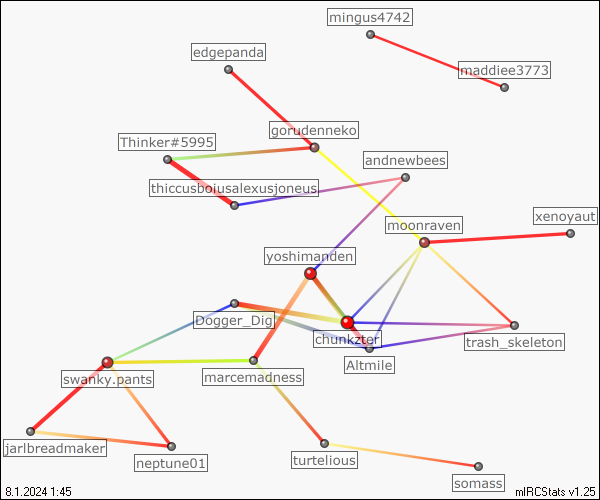 mingus4742
edgepanda
maddiee3773
gorudenneko
Thinker#5995
andnewbees
thiccusboiusalexusjoneus
xenoyaut
moonraven
yoshimanden
Dogger_Dig
chunkzter
trash_skeleton
Altmile
swanky.pants
marcemadness
jarlbreadmaker
neptune01
turtelious
somass
8.1.2024 1:45
mIRCStats v1.25